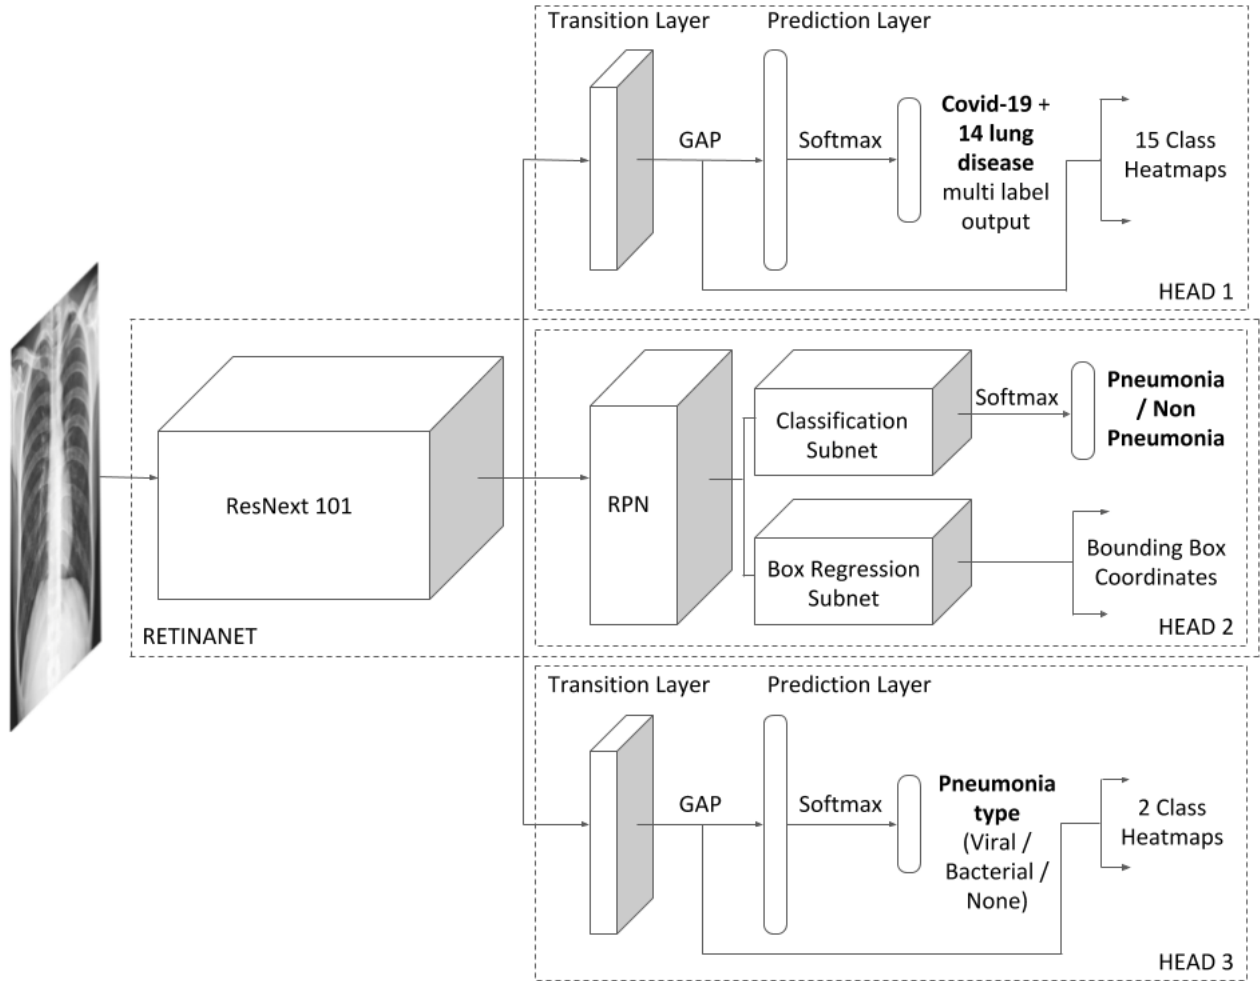 Transition Layer
Prediction Layer
GAP
Softmax
Covid-19 +
14 lung
disease
multi label
output
15 Class
Heatmaps
HEAD 1
ResNext 101
RETINANET
RPN
Classification
Subnet
Softmax
Pneumonia
/ Non
Pneumonia
Box Regression
Subnet
Bounding Box
Coordinates
HEAD 2
Transition Layer
Prediction Layer
GAP
Softmax
Pneumonia
type
(Viral /
Bacterial /
None)
2 Class
Heatmaps
HEAD 3